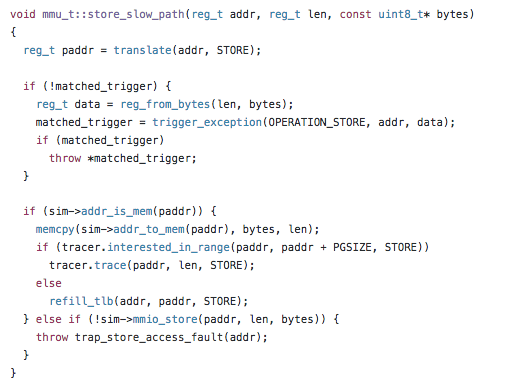 void mmu_t::store_slow_path(reg_t addr, reg_t len, const uint8_t* bytes)
{
  reg_t paddr = translate(addr, STORE);

  if (!matched_trigger) {
    reg_t data = reg_from_bytes(len, bytes);
    matched_trigger = trigger_exception(OPERATION_STORE, addr, data);
    if (matched_trigger)
      throw *matched_trigger;
  }

  if (sim->addr_is_mem(paddr)) {
    memcpy(sim->addr_to_mem(paddr), bytes, len);
    if (tracer.interested_in_range(paddr, paddr + PGSIZE, STORE))
      tracer.trace(paddr, len, STORE);
    else
      refill_tlb(addr, paddr, STORE);
  } else if (!sim->mmio_store(paddr, len, bytes)) {
    throw trap_store_access_fault(addr);
  }
}